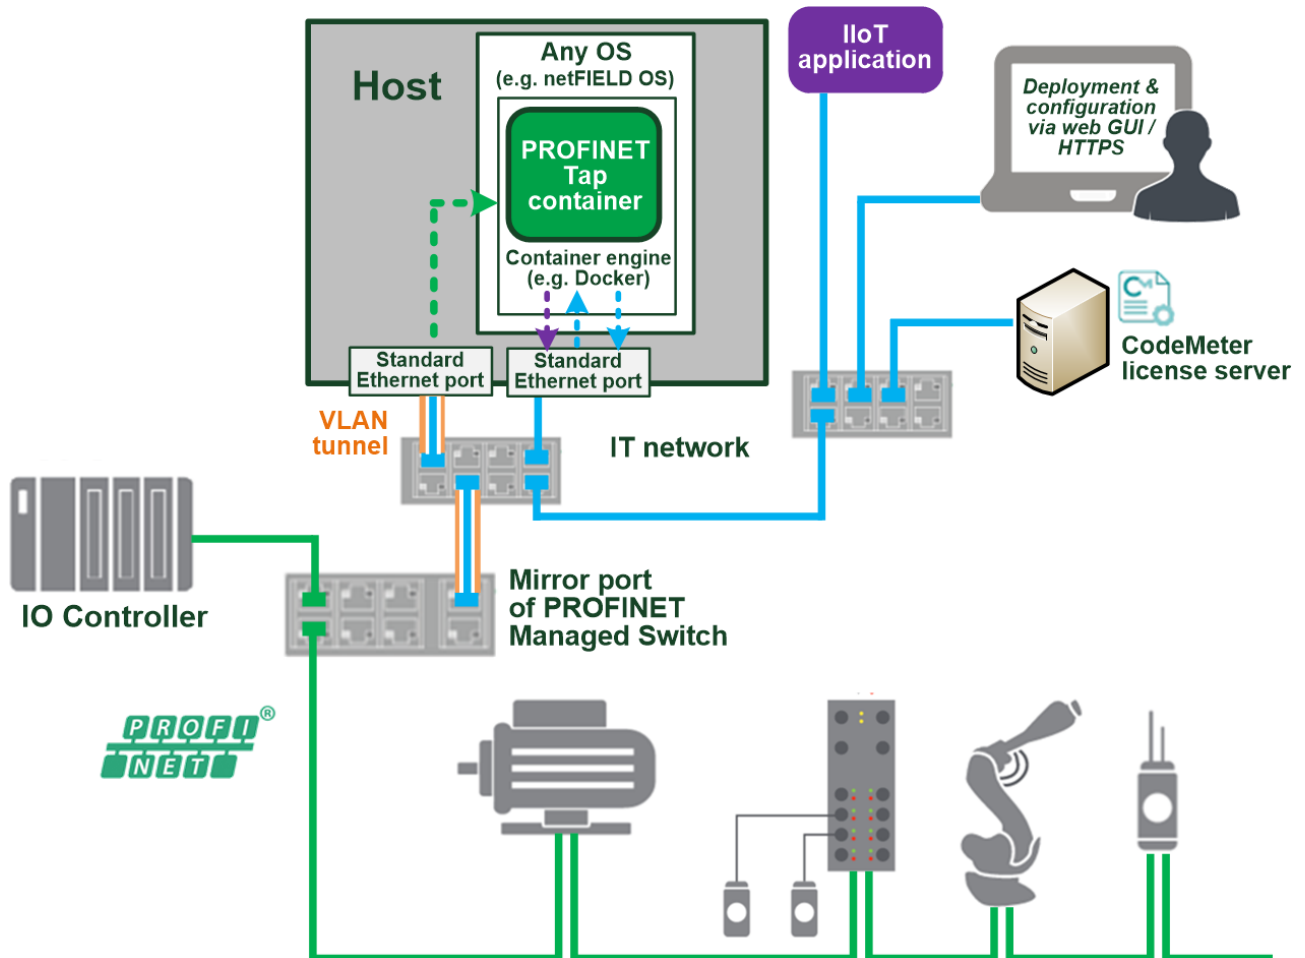 Host
Any OS
(e.g. netFIELD OS)
PROFINET
Tap
container
Container engine
(e.g. Docker)
Standard
Ethernet port
Standard
Ethernet port
IIoT
application
Deployment &
configuration
via web GUI /
HTTPS
CM
CodeMeter
license server
VLAN
tunnel
IT network
IO Controller
Mirror port
of PROFINET
Managed Switch
PROFI
NET
®